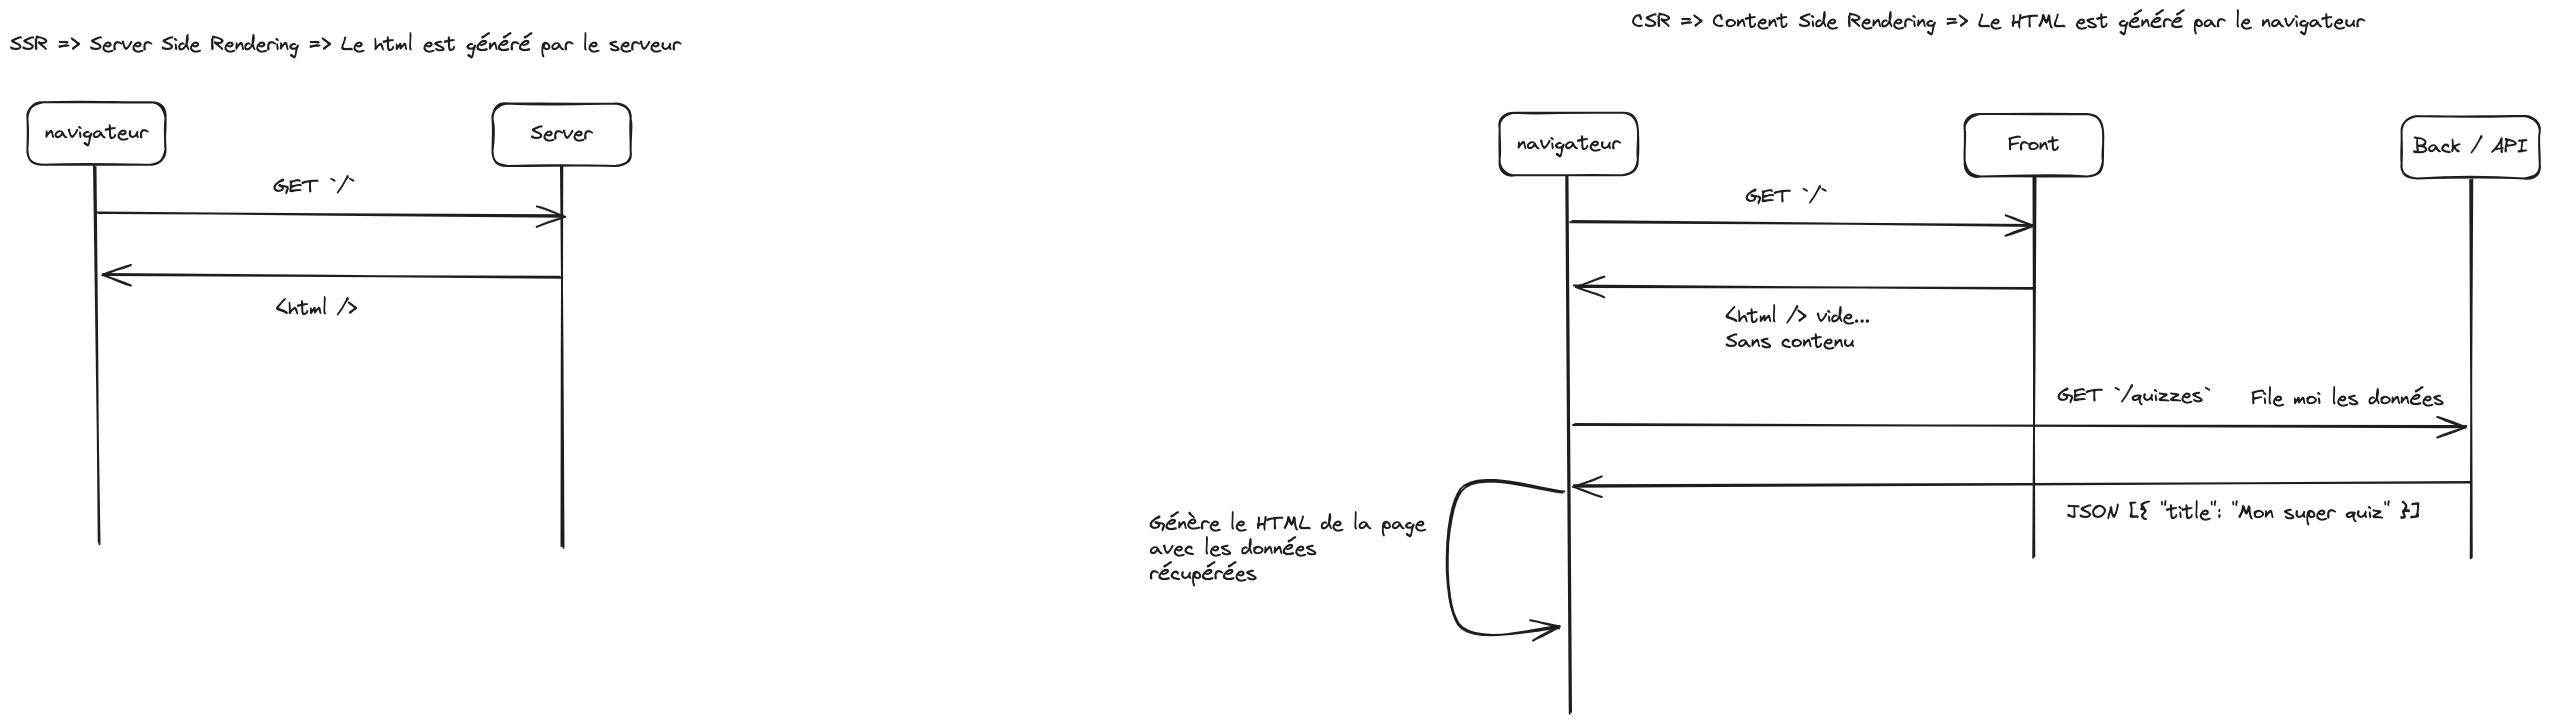 SSR => Server Side Rendering => Le html est généré par le serveur
navigateur
Server
GET `/`
<html />
CSR => Content Side Rendering => Le HTML est généré par le navigateur
navigateur
Front
Back / API
GET `/`
<html /> vide...
Sans contenu
GET `/quizzes`
File moi les données
JSON [{ "title": "Mon super quiz" }]
Génère le HTML de la page
avec les données
récupérées